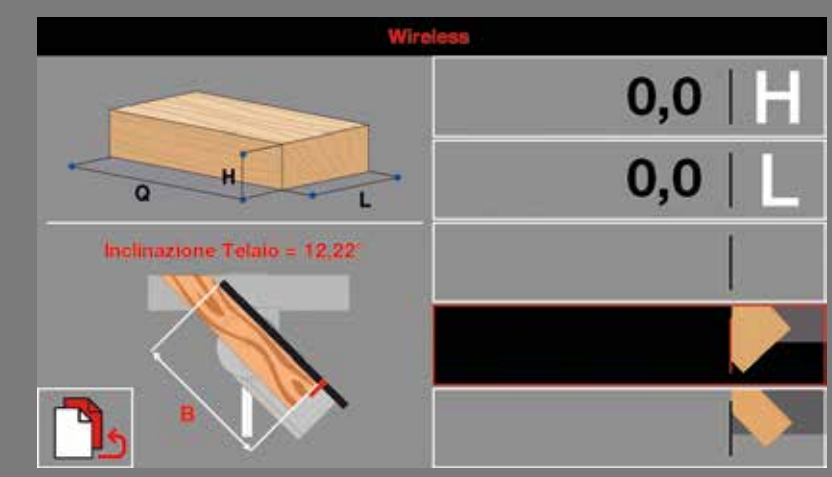 Wireless
0,0 H
0,0 L
Q
H
L
Inclinazione Telaio = 12,22°
B